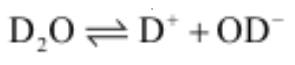 D₂O ⇌ D⁺ + OD⁻